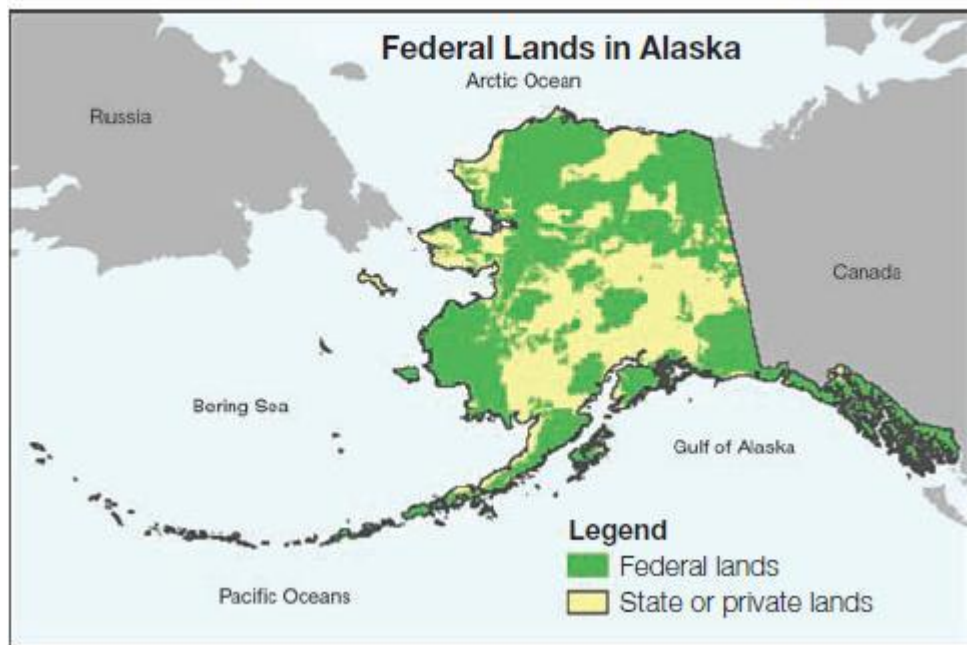 Federal Lands in Alaska
Arctic Ocean
Russia
Canada
Bering Sea
Gulf of Alaska
Pacific Oceans
Legend
Federal lands
State or private lands